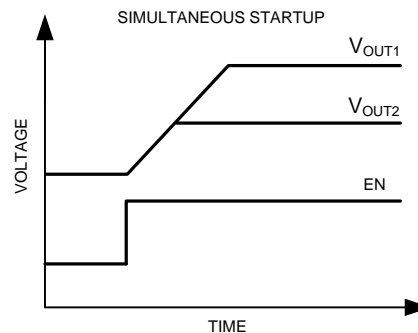 SIMULTANEOUS STARTUP
VOUT1
VOUT2
EN
VOLTAGE
TIME